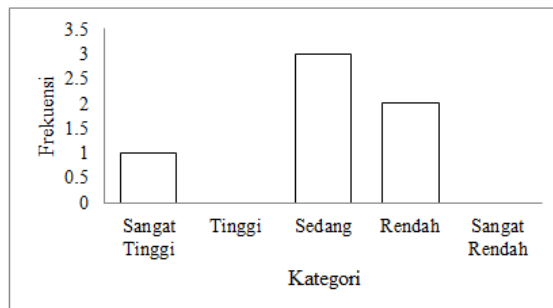 3.5
3
2.5
2
1.5
1
0.5
0
Frekuensi
Sangat Tinggi Sedang Rendah Sangat
Tinggi Rendah
Kategori